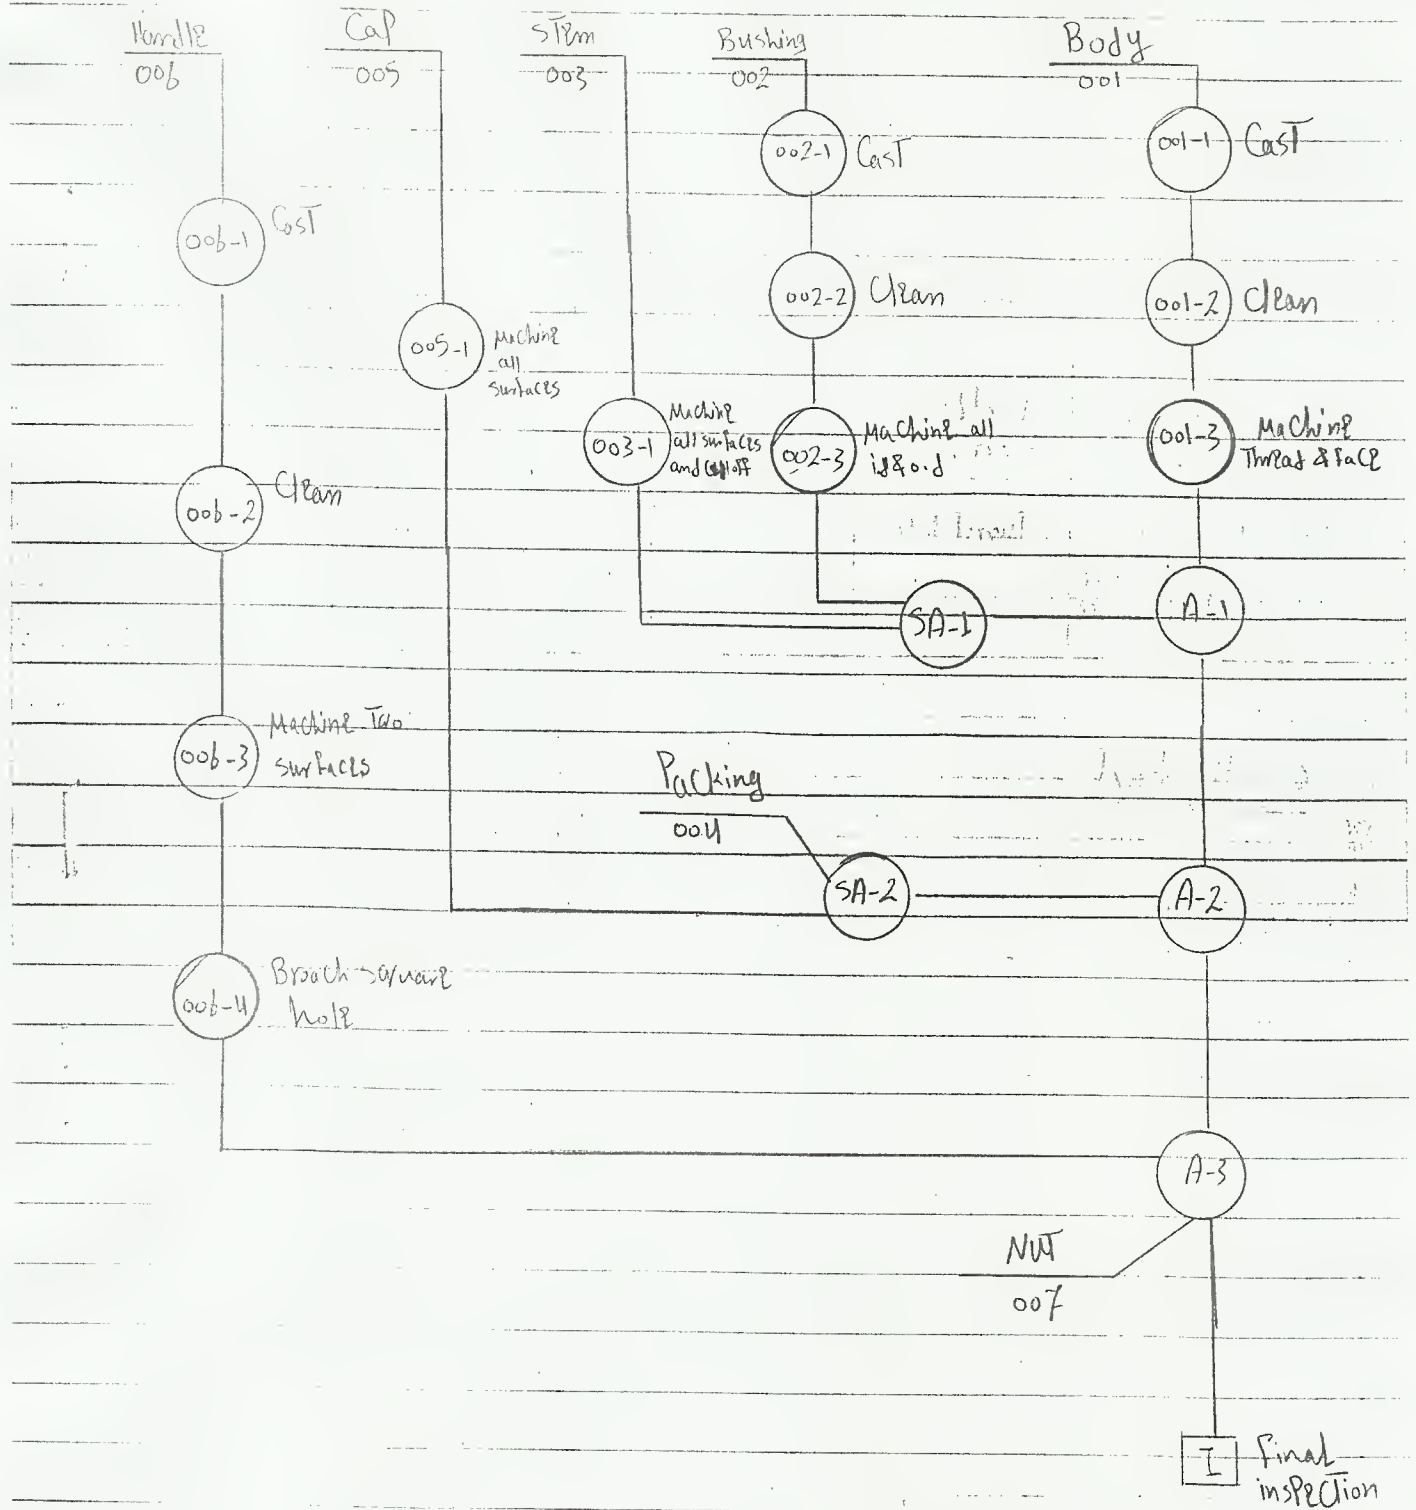 Handle
006
Cap
005
STem
003
Bushing
002
Body
001
006-1
CasT
006-2
Clean
006-3
Machine Two
surfaces
006-4
Broach square
hole
005-1
Machine
all
surfaces
003-1
Machine
all surfaces
and cut off
002-1
CasT
002-2
Clean
002-3
Machine all
id & o.d
001-1
CasT
001-2
Clean
001-3
Machine
Thread & face
SA-1
A-1
Packing
004
SA-2
A-2
A-3
NUT
007
I
final
inspecTion